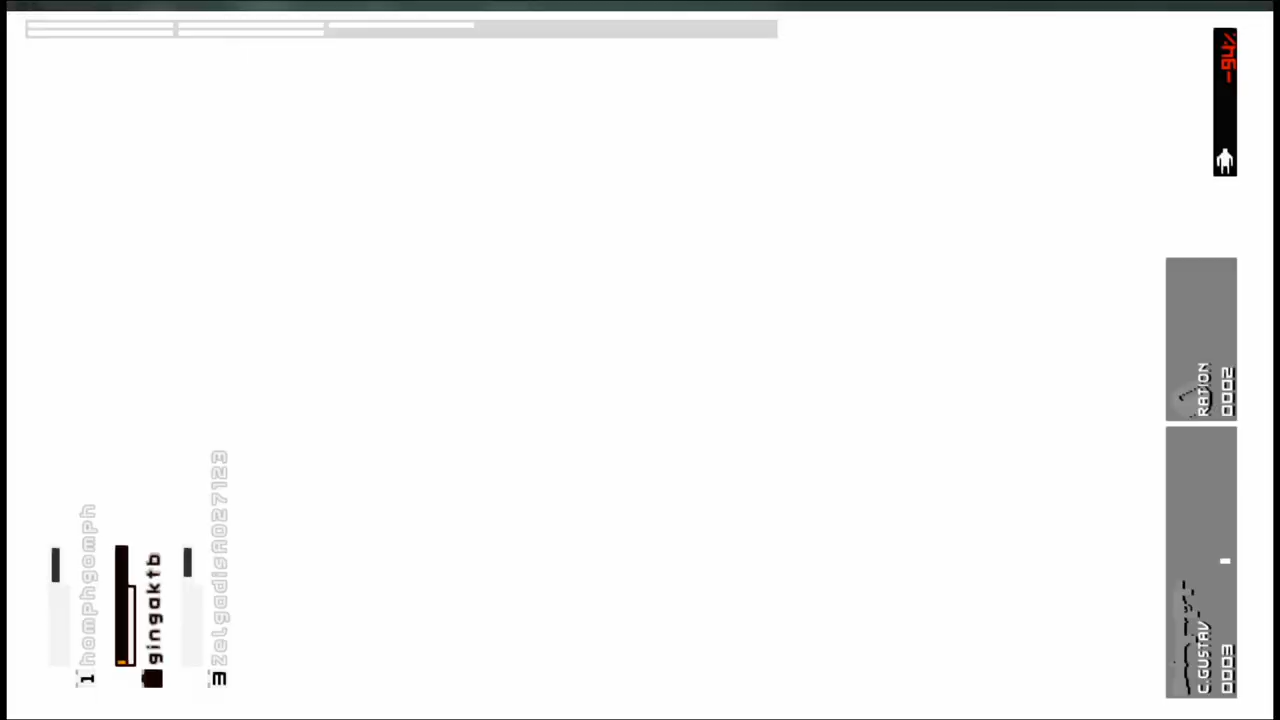 1 homphgomph
gingaktb
3 zelgadisA027123
C.GUSTAV
0003
RATION
0002
-94%